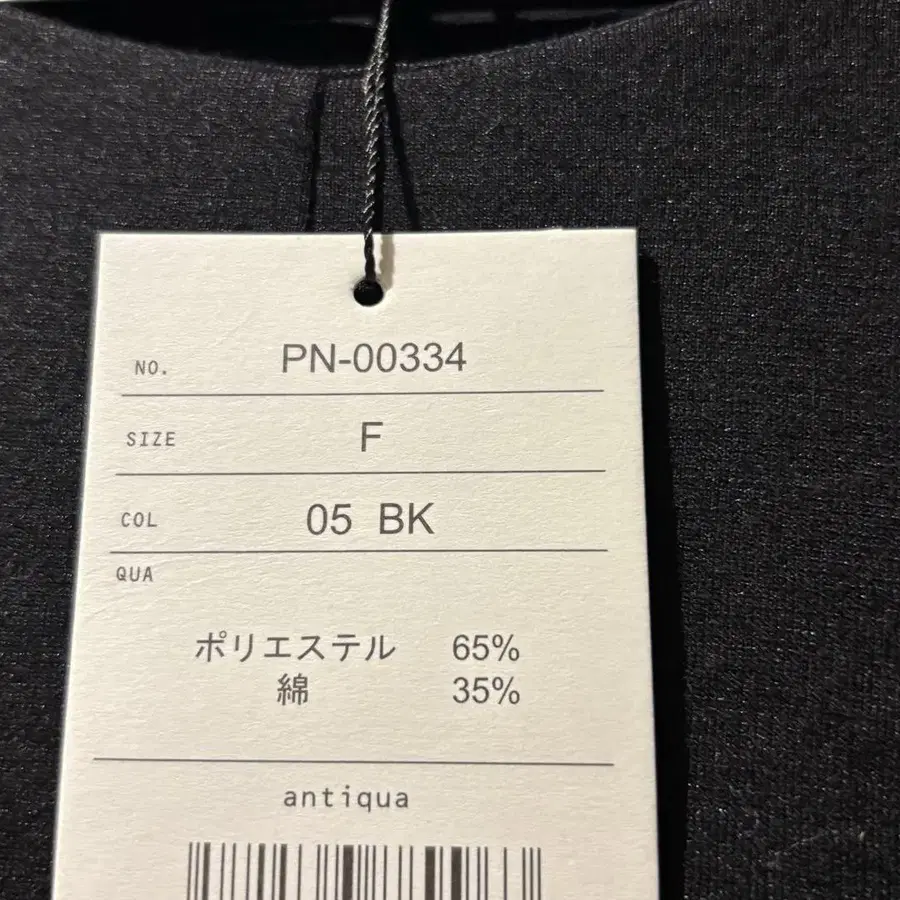 NO. PN-00334
SIZE F
COL 05 BK
QUA
ポリエステル 65%
綿 35%
antiqua